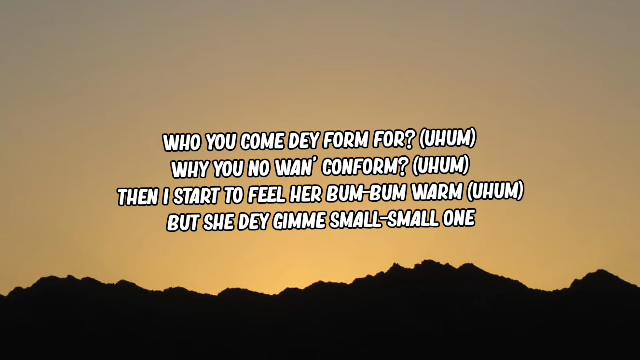 WHO YOU COME DEY FORM FOR? (UHUM)
WHY YOU NO WAN' CONFORM? (UHUM)
THEN I START TO FEEL HER BUM-BUM WARM (UHUM)
BUT SHE DEY GIMME SMALL-SMALL ONE